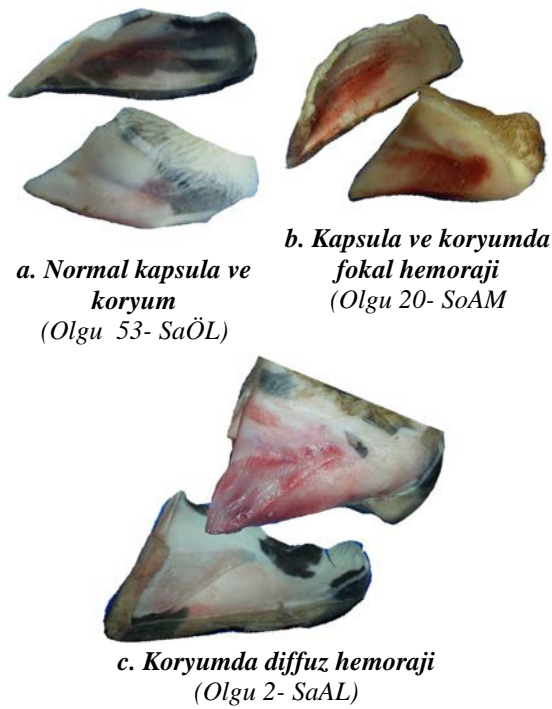 a. Normal kapsula ve
koryum
(Olgu 53- SaÖL)
b. Kapsula ve koryumda
fokal hemoraji
(Olgu 20- SoAM
c. Koryumda diffuz hemoraji
(Olgu 2- SaAL)